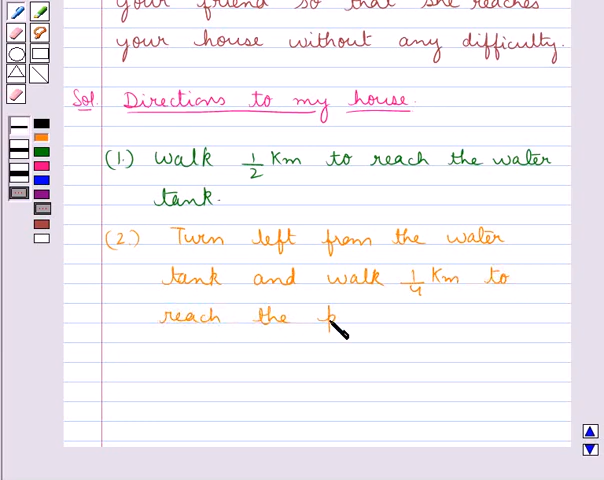 your friend so that she reaches
your house without any difficulty.
Sol. Directions to my house.
(1.) Walk 1/2 Km to reach the water
tank.
(2.) Turn left from the water
tank and walk 1/4 Km to
reach the